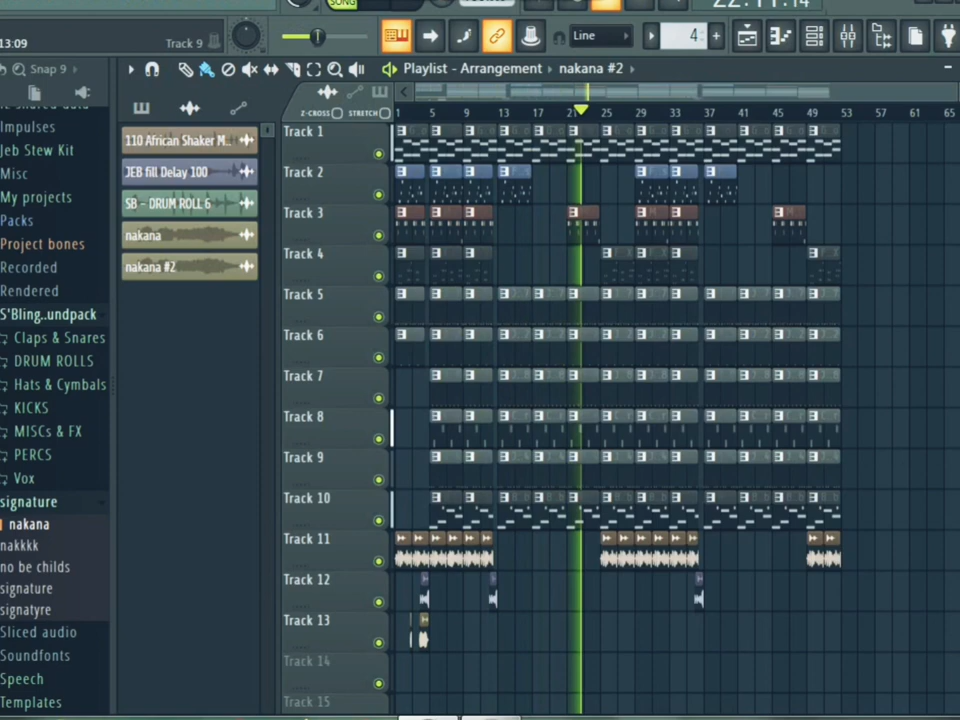 SONG
22:11:14
13:09
Track 9
Line
4
Snap 9
Playlist - Arrangement
nakana #2
Z-CROSS
STRETCH
1 5 9 13 17 21 25 29 33 37 41 45 49 53 57 61 65
Impulses
Jeb Stew Kit
Misc
My projects
Packs
Project bones
Recorded
Rendered
S'Bling..undpack
Claps & Snares
DRUM ROLLS
Hats & Cymbals
KICKS
MISCs & FX
PERCS
Vox
signature
nakana
nakkkk
no be childs
signature
signatyre
Sliced audio
Soundfonts
Speech
Templates
110 African Shaker M..
JEB fill Delay 100
SB - DRUM ROLL 6
nakana
nakana #2
Track 1
Track 2
Track 3
Track 4
Track 5
Track 6
Track 7
Track 8
Track 9
Track 10
Track 11
Track 12
Track 13
Track 14
Track 15